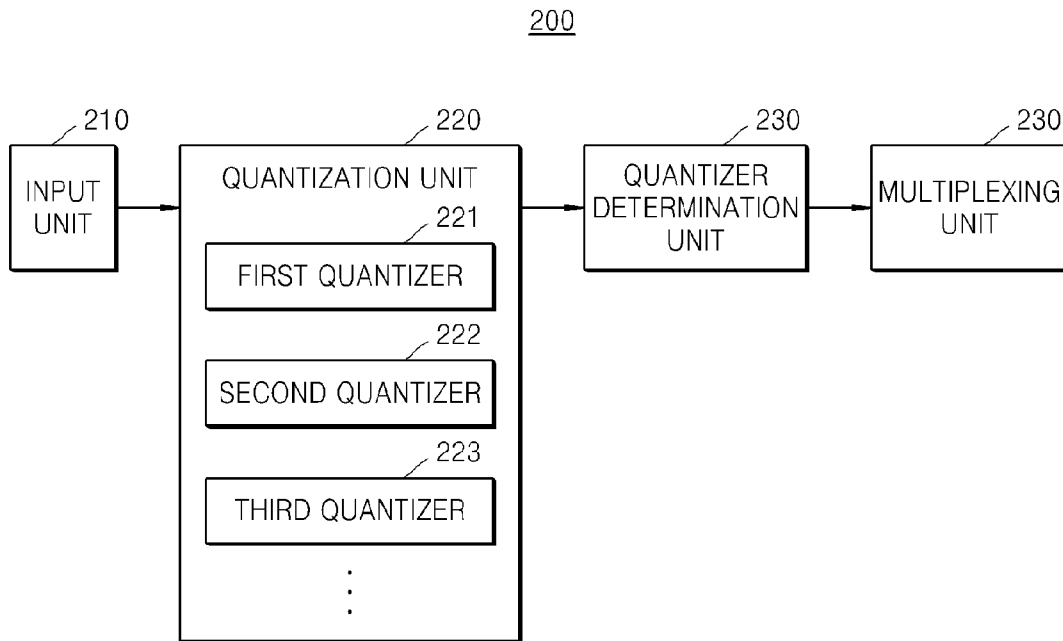 200
210
INPUT
UNIT
220
QUANTIZATION UNIT
221
FIRST QUANTIZER
222
SECOND QUANTIZER
223
THIRD QUANTIZER
230
QUANTIZER
DETERMINATION
UNIT
230
MULTIPLEXING
UNIT